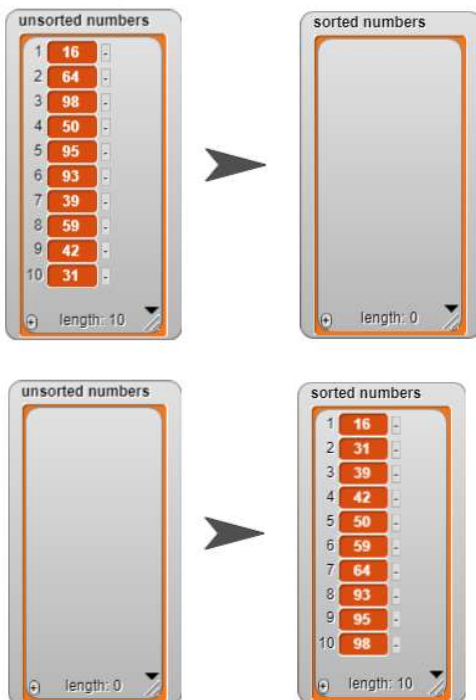 unsorted numbers
1 16 -
2 64 -
3 98 -
4 50 -
5 95 -
6 93 -
7 39 -
8 59 -
9 42 -
10 31 -
+ length: 10
sorted numbers
+ length: 0
unsorted numbers
+ length: 0
sorted numbers
1 16 -
2 31 -
3 39 -
4 42 -
5 50 -
6 59 -
7 64 -
8 93 -
9 95 -
10 98 -
+ length: 10